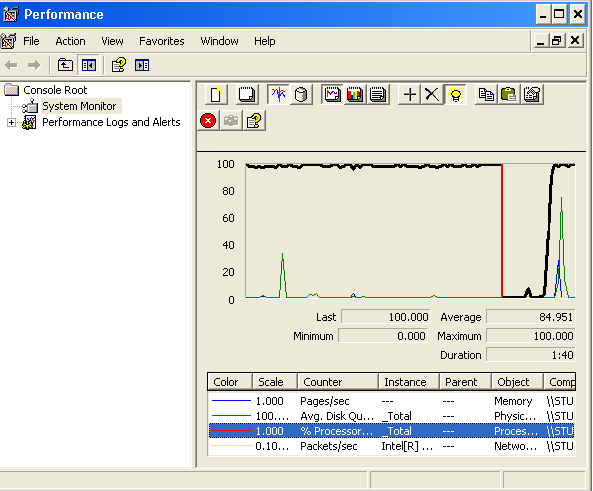 Performance
File Action View Favorites Window Help
Console Root
System Monitor
Performance Logs and Alerts
100
80
60
40
20
0
Last 100.000 Average 84.951
Minimum 0.000 Maximum 100.000
Duration 1:40
Color Scale Counter Instance Parent Object Comp
1.000 Pages/sec --- --- Memory \\STU
100.... Avg. Disk Qu... _Total --- Physic... \\STU
1.000 % Processor... _Total --- Proces... \\STU
0.10... Packets/sec Intel[R] ... --- Netwo... \\STU